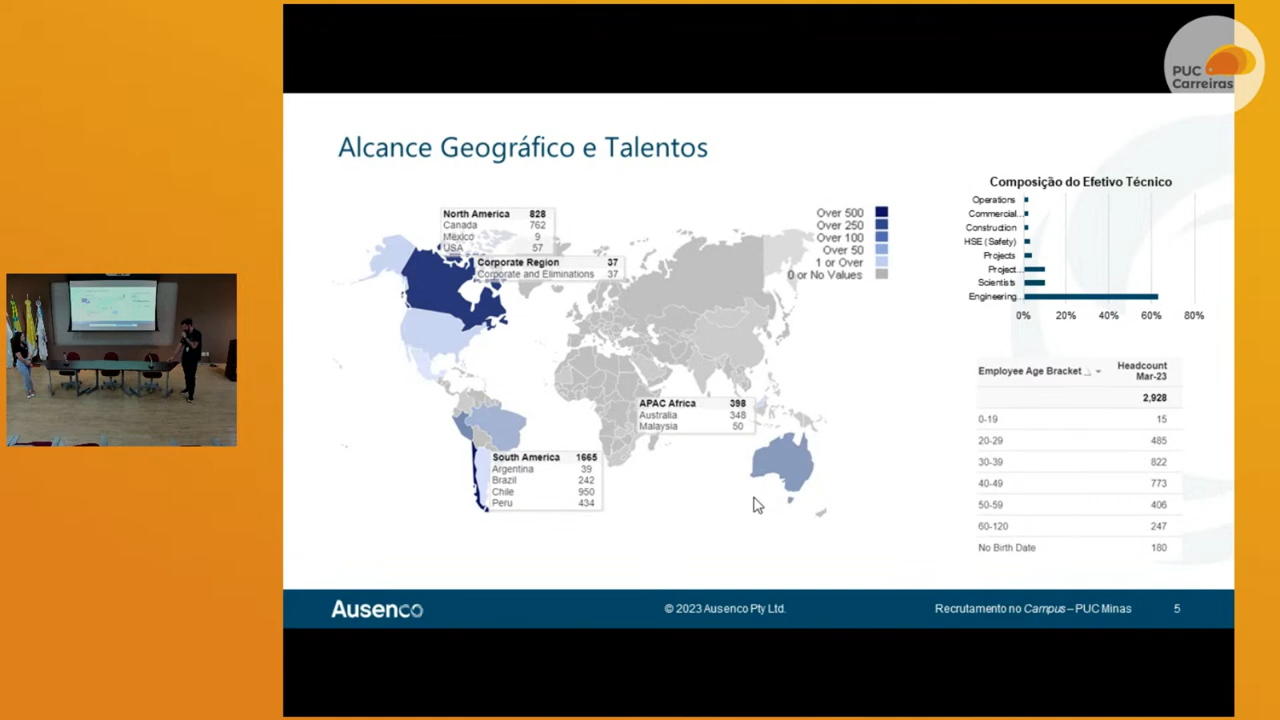 PUC
Carreiras
Alcance Geográfico e Talentos
North America 828
Canada 762
Mexico 9
USA 57
Corporate Region 37
Corporate and Eliminations 37
Over 500
Over 250
Over 100
Over 50
1 or Over
0 or No Values
APAC Africa 398
Australia 348
Malaysia 50
South America 1665
Argentina 39
Brazil 242
Chile 950
Peru 434
Composição do Efetivo Técnico
Operations
Commercial...
Construction
HSE (Safety)
Projects
Project...
Scientists
Engineering...
0% 20% 40% 60% 80%
Employee Age Bracket Headcount
Mar-23
2,928
0-19 15
20-29 485
30-39 822
40-49 773
50-59 406
60-120 247
No Birth Date 180
Ausenco © 2023 Ausenco Pty Ltd. Recrutamento no Campus – PUC Minas 5